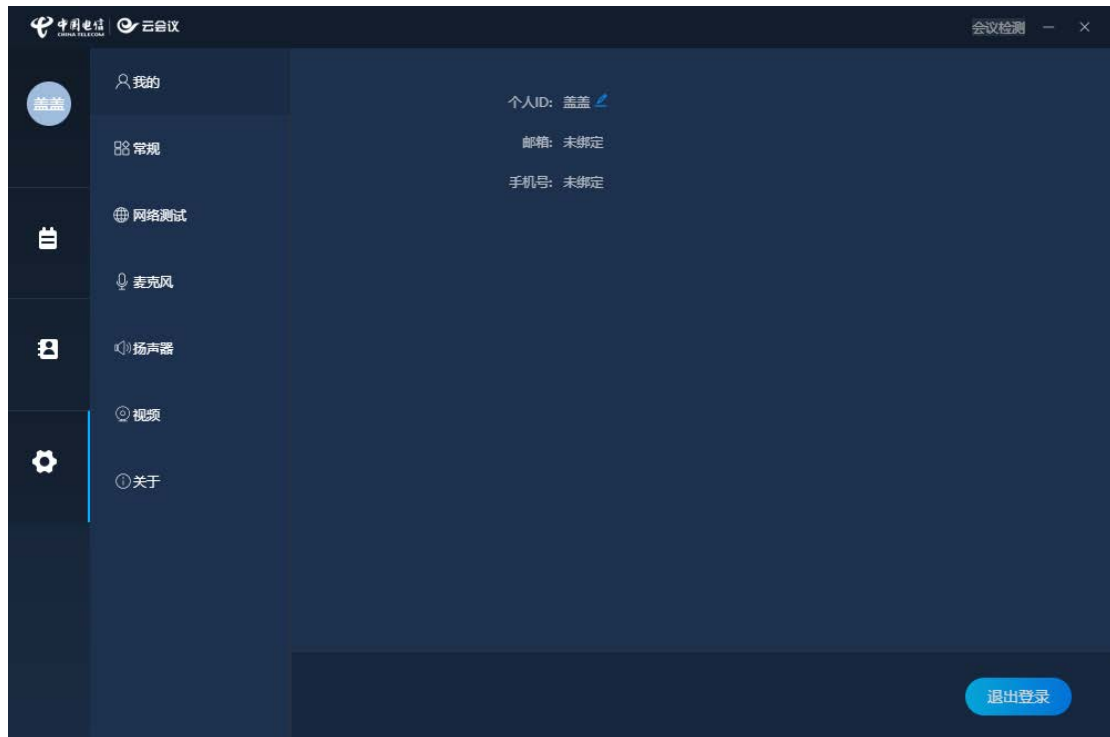 中国电信 云会议
CHINA TELECOM
会议检测
盖盖
我的
常规
网络测试
麦克风
扬声器
视频
关于
个人ID: 盖盖
邮箱: 未绑定
手机号: 未绑定
退出登录